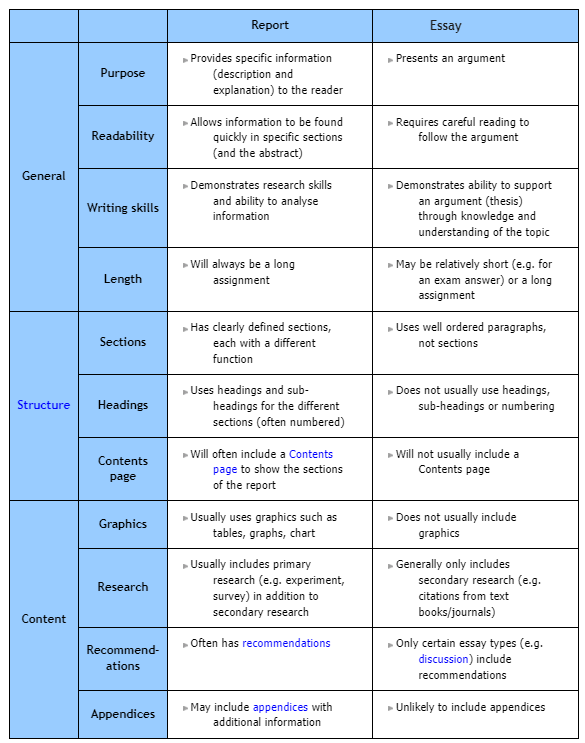 Report Essay
General
Purpose
Provides specific information
(description and
explanation) to the reader
Presents an argument
Readability
Allows information to be found
quickly in specific sections
(and the abstract)
Requires careful reading to
follow the argument
Writing skills
Demonstrates research skills
and ability to analyse
information
Demonstrates ability to support
an argument (thesis)
through knowledge and
understanding of the topic
Length
Will always be a long
assignment
May be relatively short (e.g. for
an exam answer) or a long
assignment
Structure
Sections
Has clearly defined sections,
each with a different
function
Uses well ordered paragraphs,
not sections
Headings
Uses headings and sub-
headings for the different
sections (often numbered)
Does not usually use headings,
sub-headings or numbering
Contents
page
Will often include a Contents
page to show the sections
of the report
Will not usually include a
Contents page
Content
Graphics
Usually uses graphics such as
tables, graphs, chart
Does not usually include
graphics
Research
Usually includes primary
research (e.g. experiment,
survey) in addition to
secondary research
Generally only includes
secondary research (e.g.
citations from text
books/journals)
Recommend-
ations
Often has recommendations
Only certain essay types (e.g.
discussion) include
recommendations
Appendices
May include appendices with
additional information
Unlikely to include appendices